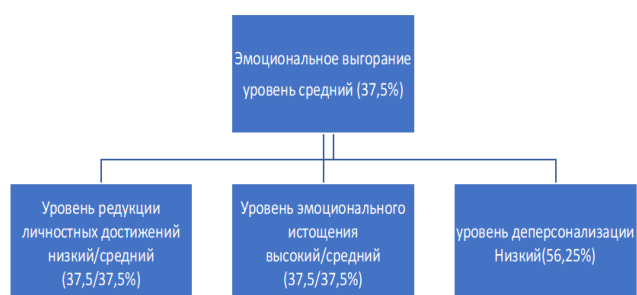 Эмоциональное выгорание
уровень средний (37,5%)
Уровень редукции
личностных достижений
низкий/средний
(37,5/37,5%)
Уровень эмоционального
истощения
высокий/средний
(37,5/37,5%)
уровень деперсонализации
Низкий(56,25%)